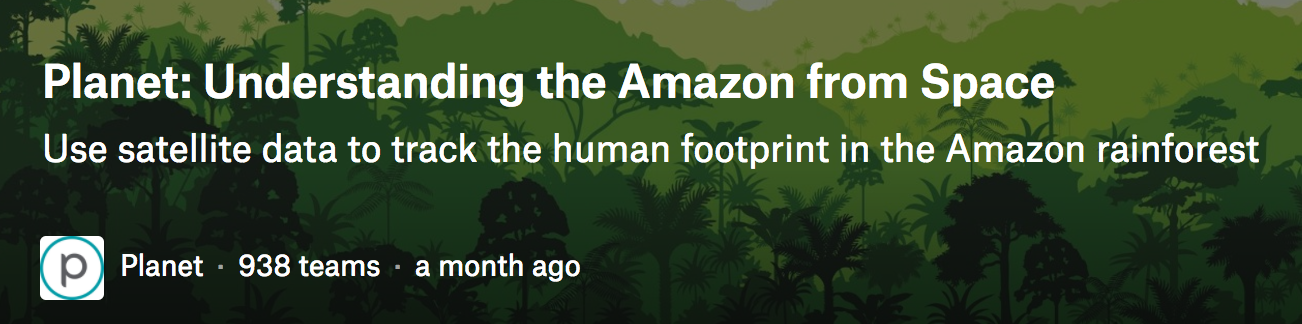 Planet: Understanding the Amazon from Space
Use satellite data to track the human footprint in the Amazon rainforest
p
Planet · 938 teams · a month ago